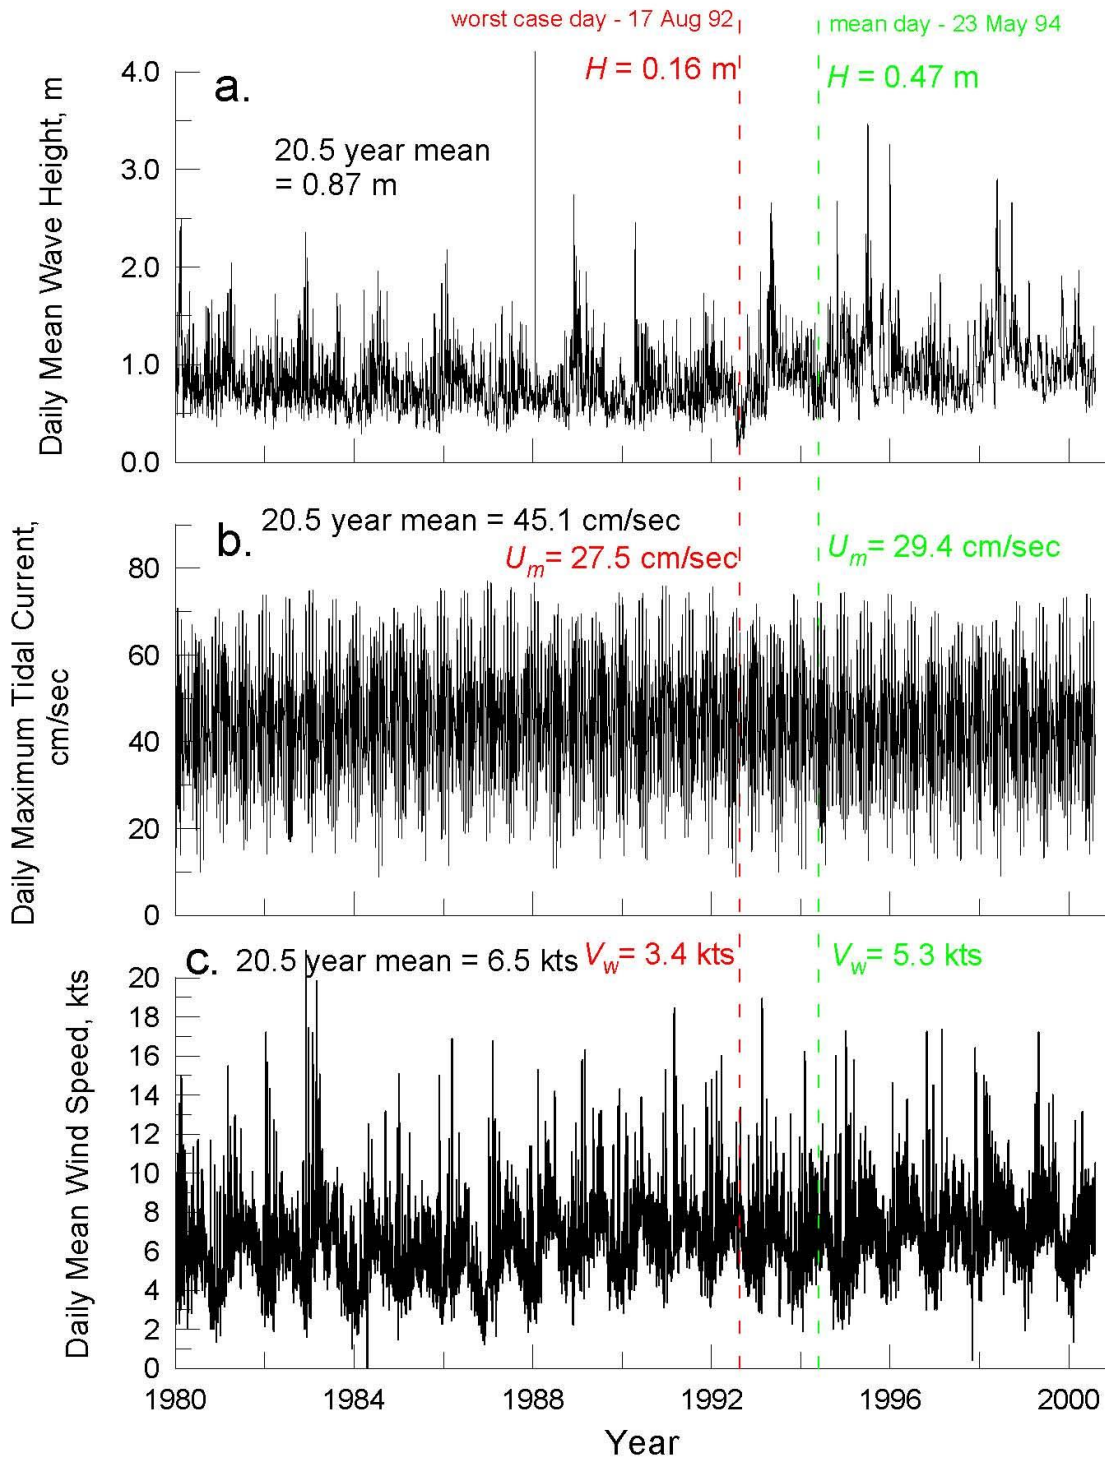 worst case day - 17 Aug 92
mean day - 23 May 94
H = 0.16 m
H = 0.47 m
a.
20.5 year mean
= 0.87 m
Daily Mean Wave Height, m
4.0
3.0
2.0
1.0
0.0
b.
20.5 year mean = 45.1 cm/sec
Um= 27.5 cm/sec
Um= 29.4 cm/sec
Daily Maximum Tidal Current,
cm/sec
80
60
40
20
0
c.
20.5 year mean = 6.5 kts
Vw= 3.4 kts
Vw= 5.3 kts
Daily Mean Wind Speed, kts
20
18
16
14
12
10
8
6
4
2
0
1980 1984 1988 1992 1996 2000
Year